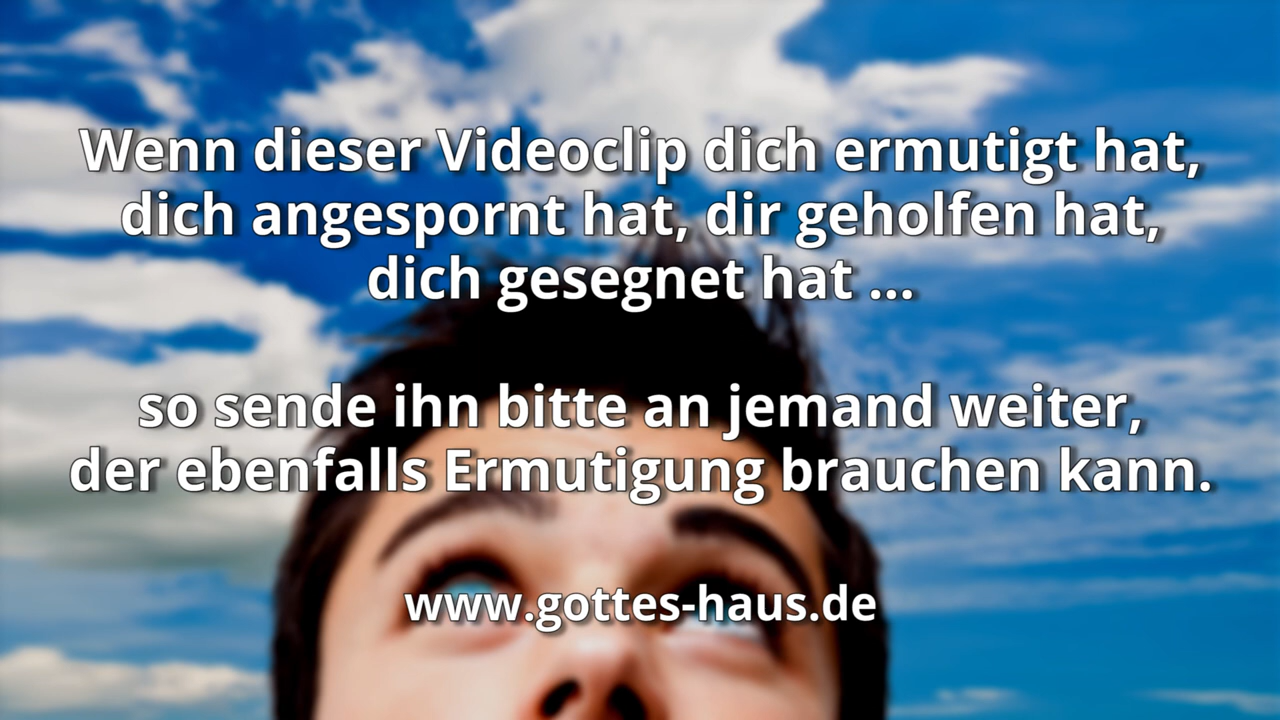 Wenn dieser Videoclip dich ermutigt hat,
dich angespornt hat, dir geholfen hat,
dich gesegnet hat ...
so sende ihn bitte an jemand weiter,
der ebenfalls Ermutigung brauchen kann.
www.gottes-haus.de